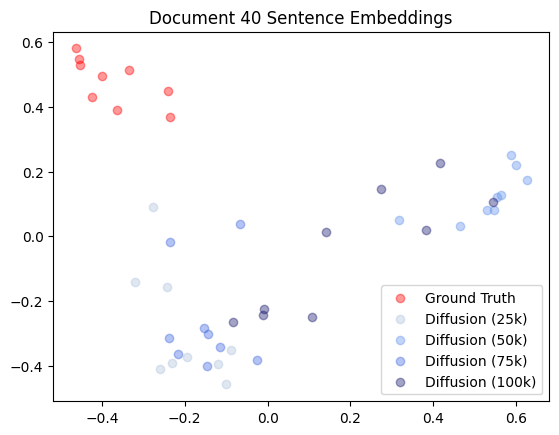 Document 40 Sentence Embeddings
0.6
0.4
0.2
0.0
−0.2
−0.4
−0.4
−0.2
0.0
0.2
0.4
0.6
Ground Truth
Diffusion (25k)
Diffusion (50k)
Diffusion (75k)
Diffusion (100k)